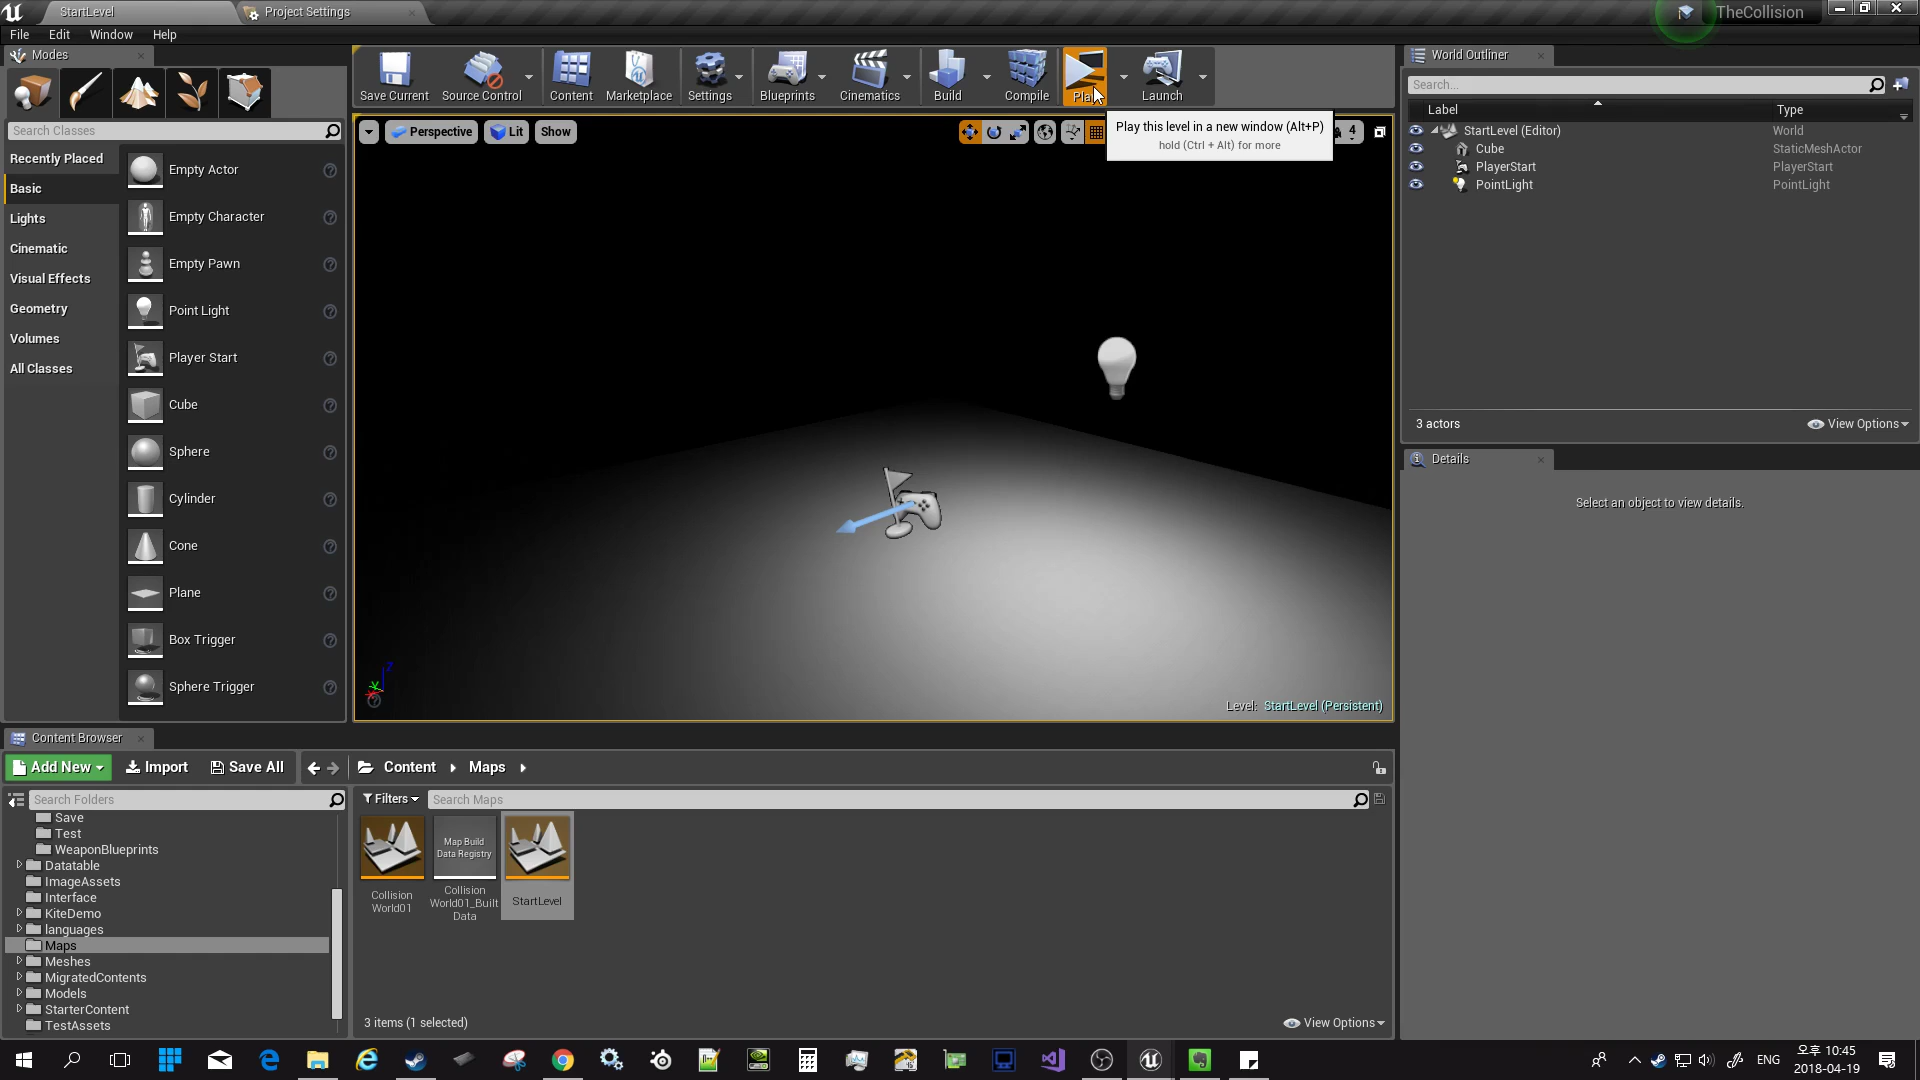 StartLevel
Project Settings
TheCollision
File Edit Window Help
Modes
Search Classes
Recently Placed
Basic
Lights
Cinematic
Visual Effects
Geometry
Volumes
All Classes
Empty Actor
Empty Character
Empty Pawn
Point Light
Player Start
Cube
Sphere
Cylinder
Cone
Plane
Box Trigger
Sphere Trigger
Save Current
Source Control
Content
Marketplace
Settings
Blueprints
Cinematics
Build
Compile
Launch
Play this level in a new window (Alt+P)
hold (Ctrl + Alt) for more
Perspective
Lit
Show
4
Level: StartLevel (Persistent)
World Outliner
Search...
Label Type
StartLevel (Editor) World
Cube StaticMeshActor
PlayerStart PlayerStart
PointLight PointLight
3 actors
View Options
Details
Select an object to view details.
Content Browser
Add New
Import
Save All
Content
Maps
Search Folders
Save
Test
WeaponBlueprints
Datatable
ImageAssets
Interface
KiteDemo
languages
Maps
Meshes
MigratedContents
Models
StarterContent
TestAssets
Filters
Search Maps
Collision
World01
Map Build
Data Registry
Collision
World01_Built
Data
StartLevel
3 items (1 selected)
View Options
ENG
오후 10:45
2018-04-19